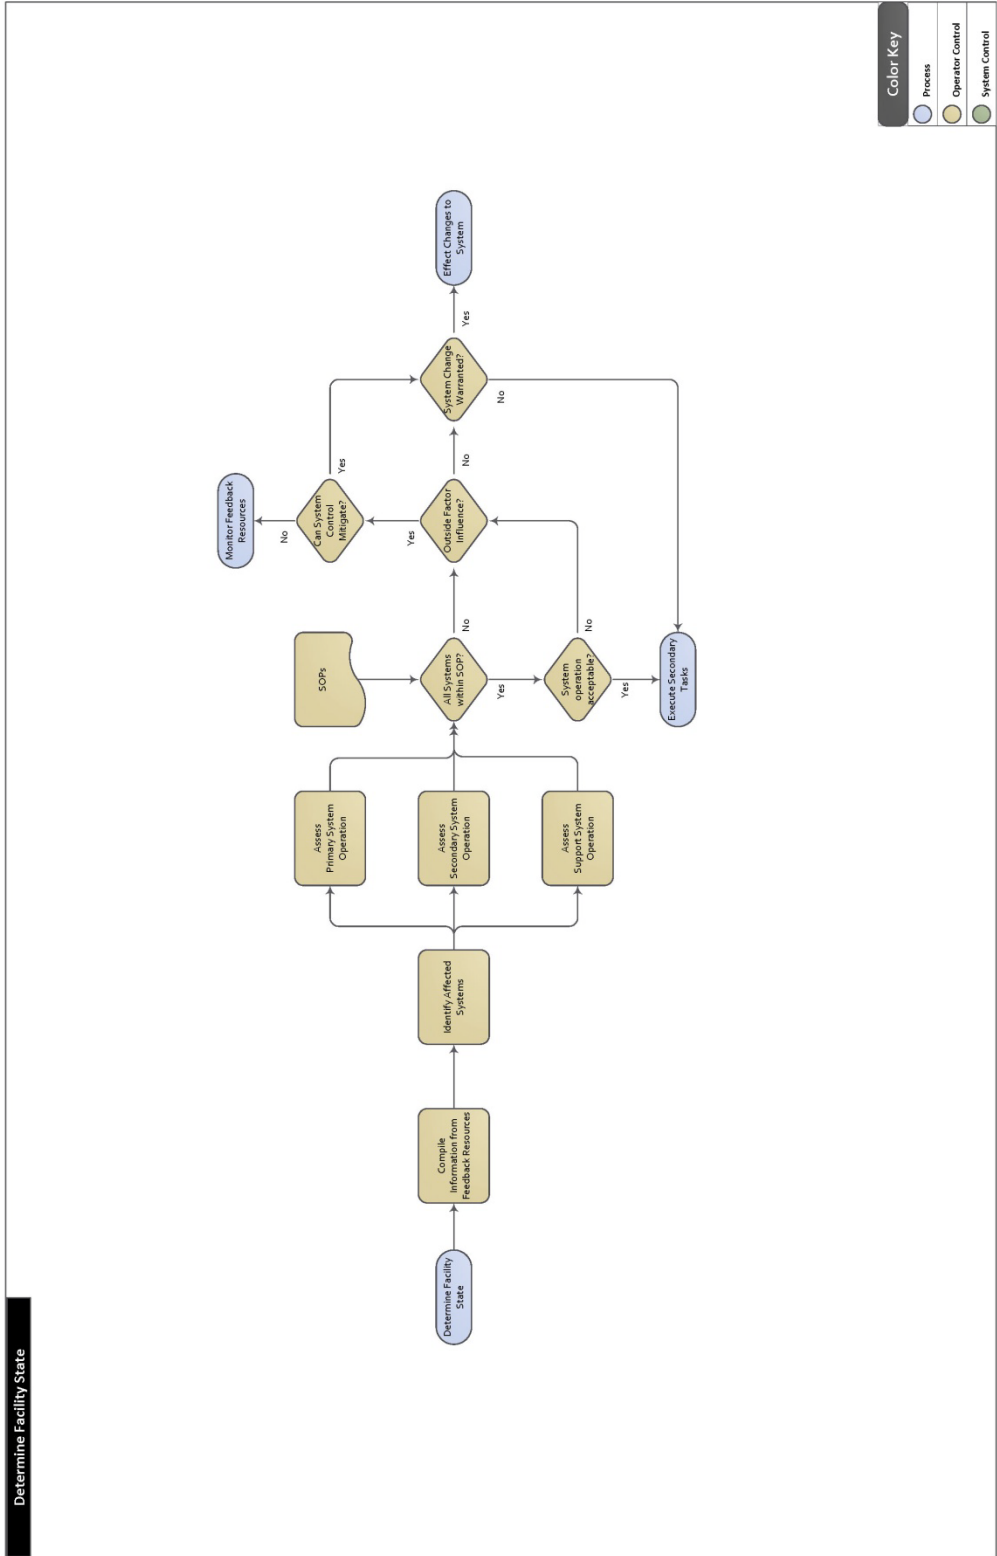 Determine Facility State
Determine Facility
State
Compile
Information from
Feedback Resources
Identify Affected
Systems
Assess
Primary System
Operation
Assess
Secondary System
Operation
Assess
Support System
Operation
SOPs
All Systems
within SOP?
No
Yes
System
operation
acceptable?
No
Yes
Execute Secondary
Tasks
Outside Factor
Influence?
Yes
No
Can System
Control
Mitigate?
No
Yes
Monitor Feedback
Resources
System Change
Warranted?
Yes
No
Effect Changes to
System
Color Key
Process
Operator Control
System Control